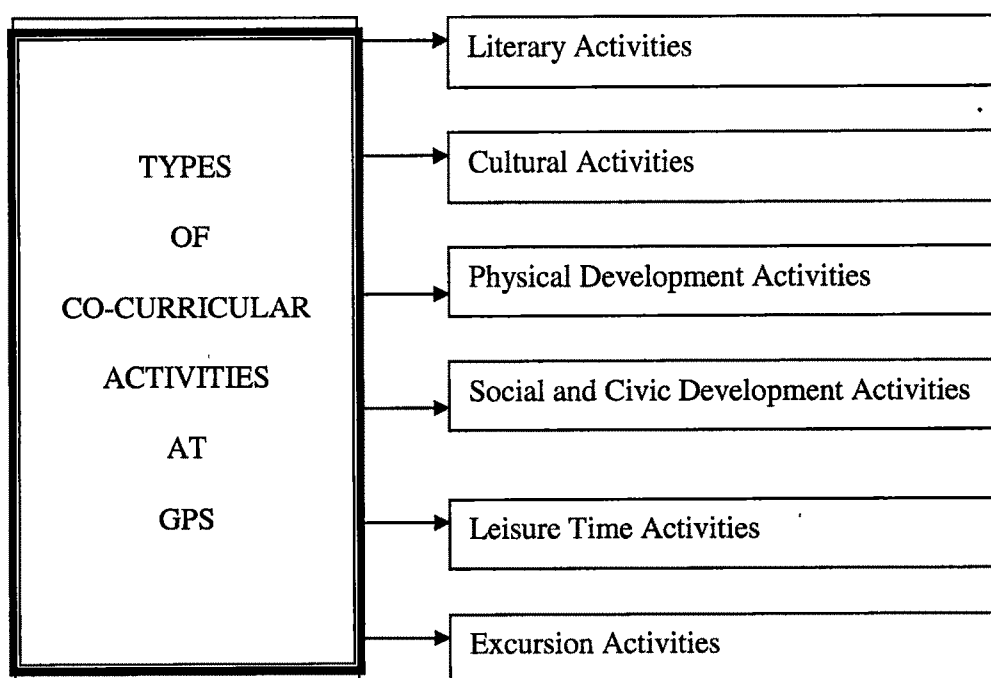 TYPES
OF
CO-CURRICULAR
ACTIVITIES
AT
GPS
Literary Activities
Cultural Activities
Physical Development Activities
Social and Civic Development Activities
Leisure Time Activities
Excursion Activities